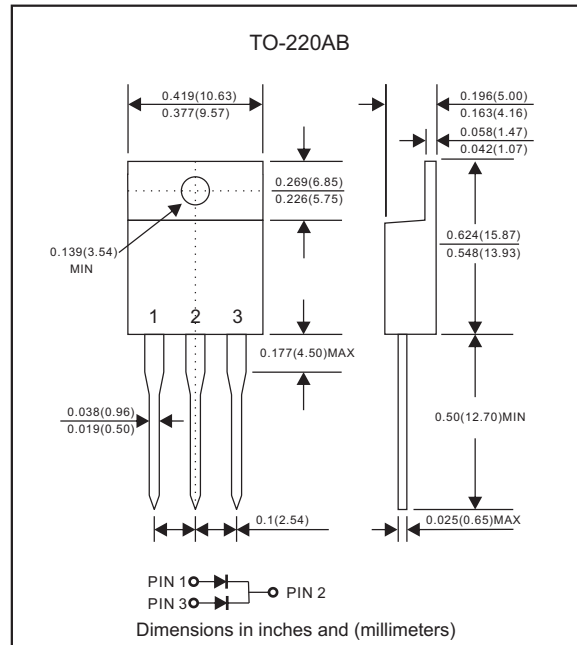 TO-220AB
0.419(10.63)
0.377(9.57)
0.196(5.00)
0.163(4.16)
0.058(1.47)
0.042(1.07)
0.269(6.85)
0.226(5.75)
0.139(3.54)
MIN
0.624(15.87)
0.548(13.93)
1 2 3
0.177(4.50)MAX
0.038(0.96)
0.019(0.50)
0.50(12.70)MIN
0.1(2.54)
0.025(0.65)MAX
PIN 1
PIN 2
PIN 3
Dimensions in inches and (millimeters)